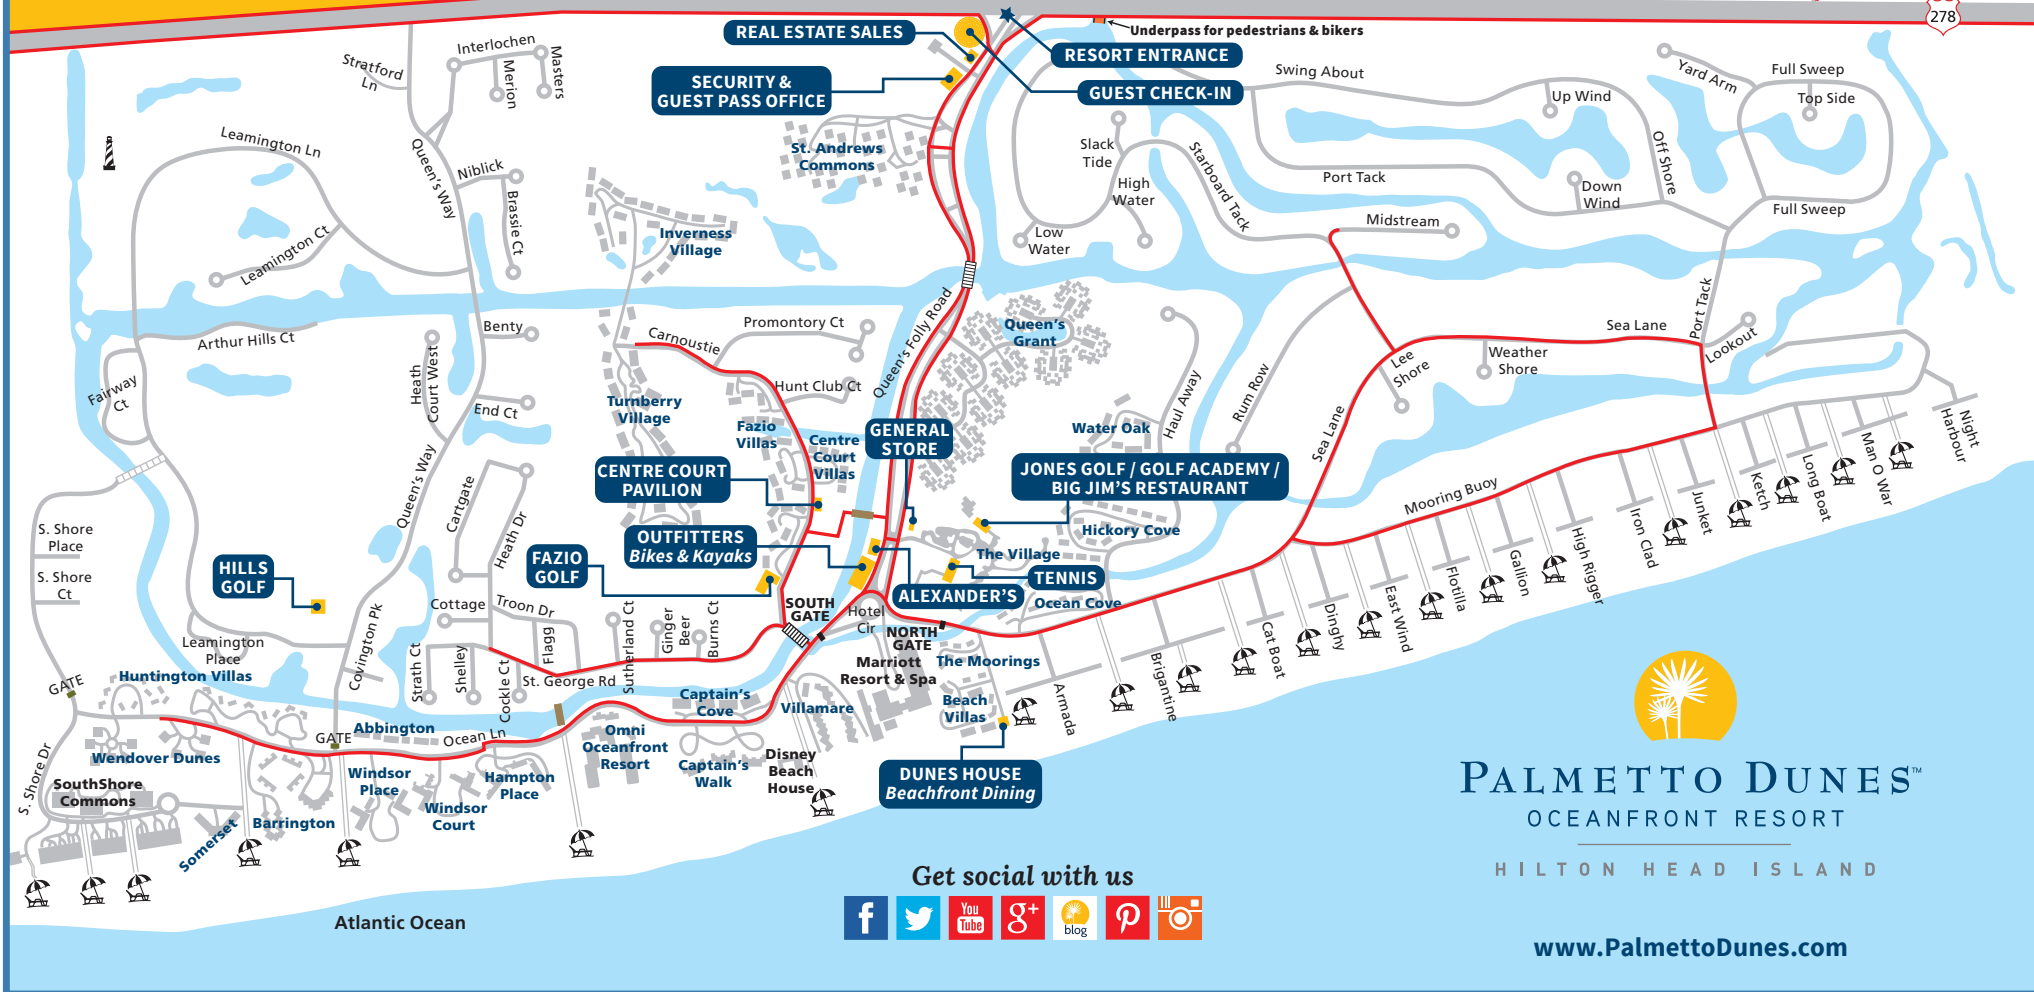 278
REAL ESTATE SALES
Underpass for pedestrians & bikers
RESORT ENTRANCE
SECURITY &
GUEST PASS OFFICE
GUEST CHECK-IN
Stratford
Ln
Interlochen
Merion
Masters
Swing About
Yard Arm
Full Sweep
Top Side
Up Wind
Leamington Ln
Queen's Way
Niblick
Brassie Ct
St. Andrews
Commons
Slack
Tide
High
Water
Low
Water
Starboard Tack
Port Tack
Off Shore
Down
Wind
Full Sweep
Midstream
Leamington Ct
Inverness
Village
Arthur Hills Ct
Benty
Carnoustie
Promontory Ct
Hunt Club Ct
Queen's Folly Road
Queen's
Grant
Sea Lane
Port Tack
Lookout
Weather
Shore
Lee
Shore
Rum Row
Haul Away
Sea Lane
Fairway
Ct
Heath
Court West
End Ct
Turnberry
Village
Fazio
Villas
Centre
Court
Villas
GENERAL
STORE
Water Oak
Queen's Way
Cartgate
Heath Dr
CENTRE COURT
PAVILION
JONES GOLF / GOLF ACADEMY /
BIG JIM'S RESTAURANT
Mooring Buoy
Night
Harbour
Man O War
Long Boat
Ketch
Junket
Iron Clad
High Rigger
Gallion
Flotilla
East Wind
Dinghy
Cat Boat
Brigantine
Armada
S. Shore
Place
S. Shore
Ct
HILLS
GOLF
FAZIO
GOLF
OUTFITTERS
Bikes & Kayaks
Hickory Cove
The Village
TENNIS
ALEXANDER'S
Ocean Cove
Cottage
Troon Dr
Flagg
Sutherland Ct
Ginger
Beer
Burns Ct
SOUTH
GATE
Hotel
Cir
NORTH
GATE
Leamington
Place
Covington Pk
Strath Ct
Shelley
Cockle Ct
St. George Rd
Marriott
Resort & Spa
The Moorings
GATE
Huntington Villas
Captain's
Cove
Villamare
Beach
Villas
GATE
Abbington
Ocean Ln
Omni
Oceanfront
Resort
Wendover Dunes
S. Shore Dr
SouthShore
Commons
Windsor
Place
Hampton
Place
Captain's
Walk
Disney
Beach
House
DUNES HOUSE
Beachfront Dining
Somerset
Barrington
Windsor
Court
Atlantic Ocean
Get social with us
f
You
Tube
g+
blog
PALMETTO DUNES™
OCEANFRONT RESORT
HILTON HEAD ISLAND
www.PalmettoDunes.com